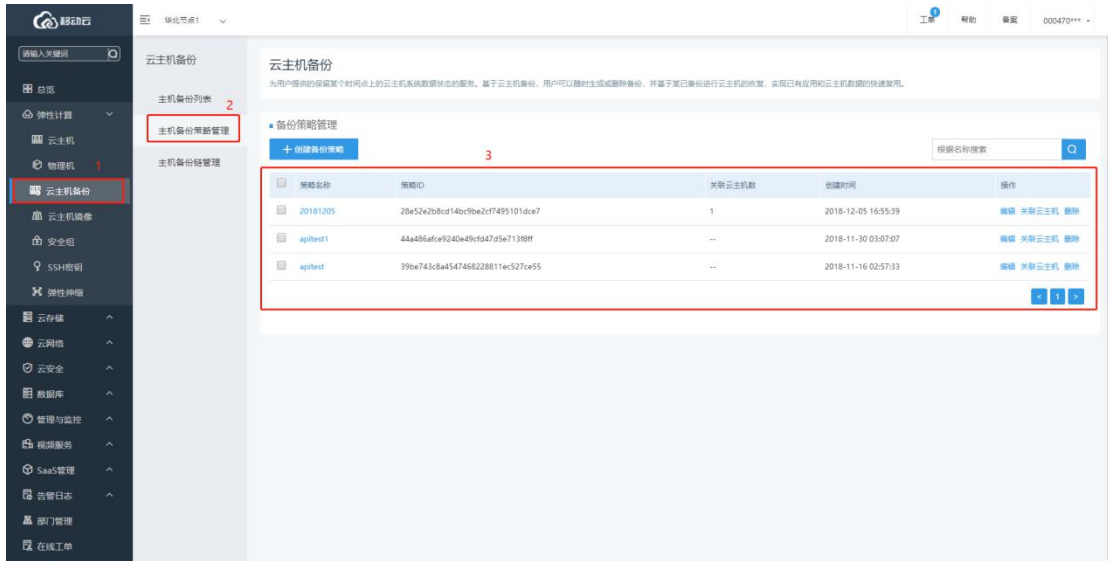 移动云
华北节点1
工单
1
帮助
备案
000470***
请输入关键词
总览
弹性计算
云主机
物理机
1
云主机备份
云主机镜像
安全组
SSH密钥
弹性伸缩
云存储
云网络
云安全
数据库
管理与监控
视频服务
SaaS管理
告警日志
部门管理
在线工单
云主机备份
主机备份列表
2
主机备份策略管理
主机备份链管理
云主机备份
为用户提供的保留某个时间点上的云主机系统数据状态的服务。基于云主机备份，用户可以随时生成或删除备份，并基于某已备份进行云主机的恢复，实现已有应用和云主机数据的快速复用。
备份策略管理
创建备份策略
3
根据名称搜索
策略名称 策略ID 关联云主机数 创建时间 操作
20181205 28e52e2b8cd14bc9be2cf7495101dce7 1 2018-12-05 16:55:39 编辑 关联云主机 删除
apitest1 44a486afce9240e49cfd47d5e713f8ff -- 2018-11-30 03:07:07 编辑 关联云主机 删除
apitest 39be743c8a4547468228811ec527ce55 -- 2018-11-16 02:57:33 编辑 关联云主机 删除
< 1 >